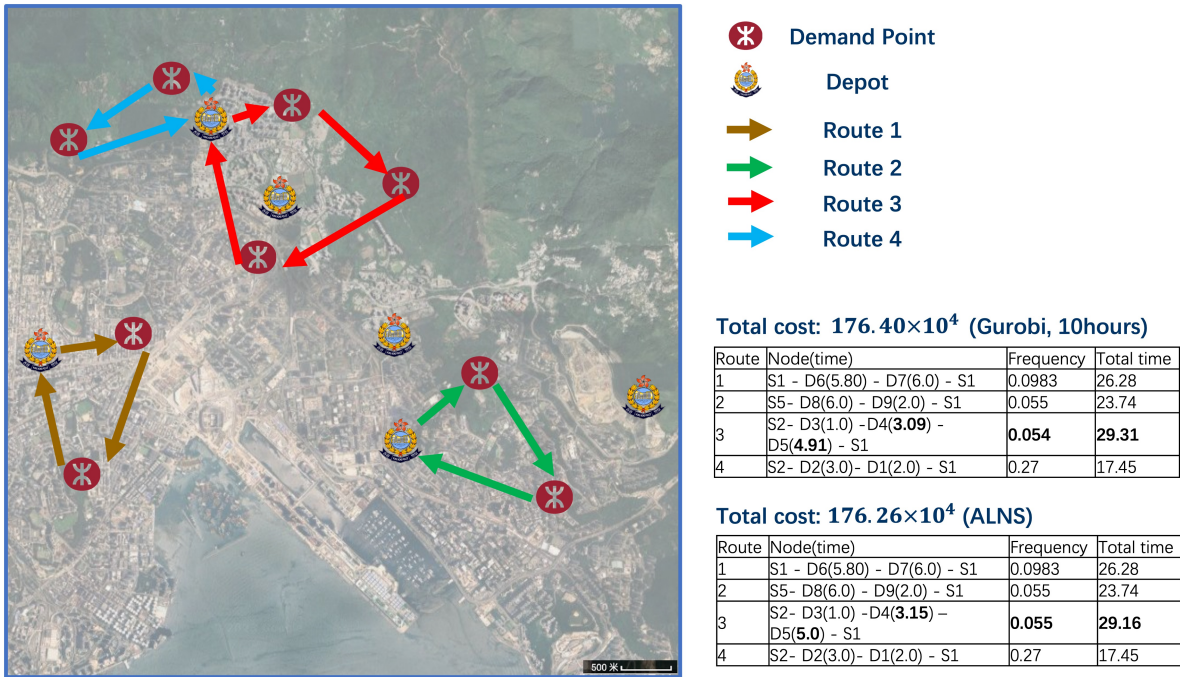 Demand Point
Depot
Route 1
Route 2
Route 3
Route 4
Total cost: 176.40×10⁴ (Gurobi, 10hours)
Route Node(time) Frequency Total time
1 S1 - D6(5.80) - D7(6.0) - S1 0.0983 26.28
2 S5- D8(6.0) - D9(2.0) - S1 0.055 23.74
3 S2- D3(1.0) -D4(3.09) – 0.054 29.31
D5(4.91) - S1
4 S2- D2(3.0)- D1(2.0) - S1 0.27 17.45
Total cost: 176.26×10⁴ (ALNS)
Route Node(time) Frequency Total time
1 S1 - D6(5.80) - D7(6.0) - S1 0.0983 26.28
2 S5- D8(6.0) - D9(2.0) - S1 0.055 23.74
3 S2- D3(1.0) -D4(3.15) – 0.055 29.16
D5(5.0) - S1
4 S2- D2(3.0)- D1(2.0) - S1 0.27 17.45
500 米